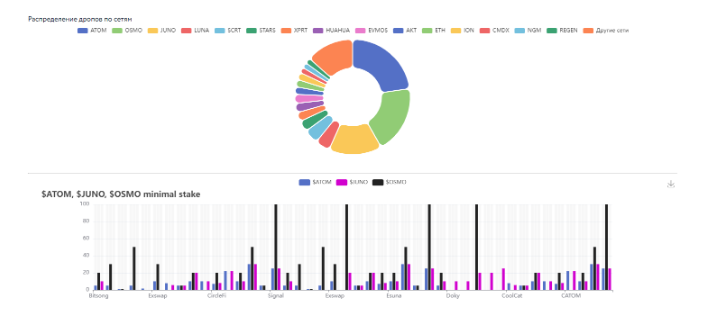 Распределение дропов по сетям
ATOM OSMO JUNO LUNA SCRT STARS XPRT HUAHUA EVMOS AKT ETH ION CMDX NGM REGEN Другие сети
$ATOM $JUNO $OSMO
$ATOM, $JUNO, $OSMO minimal stake
100
80
60
40
20
0
Bitsong Exswap CircleFi Signal Exswap Esuna Doky CoolCat CATOM